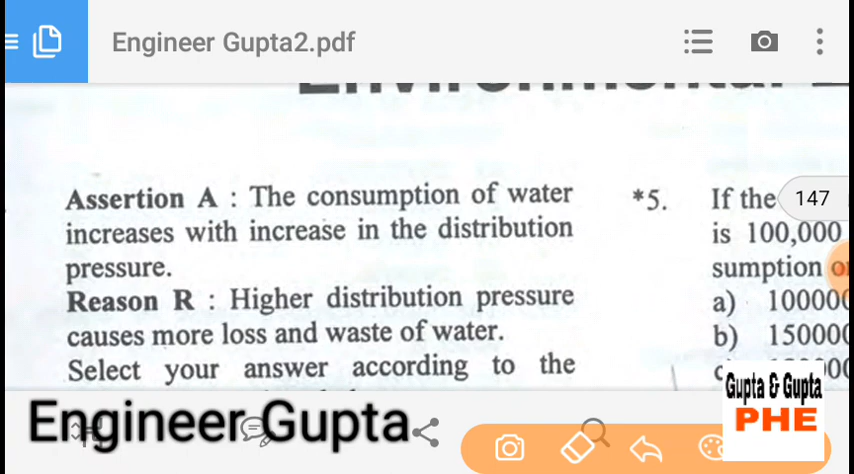 Engineer Gupta2.pdf
Assertion A : The consumption of water
increases with increase in the distribution
pressure.
Reason R : Higher distribution pressure
causes more loss and waste of water.
Select your answer according to the
*5. If the
is 100,000
sumption
a) 10000
b) 15000
147
Engineer Gupta
Gupta & Gupta
PHE